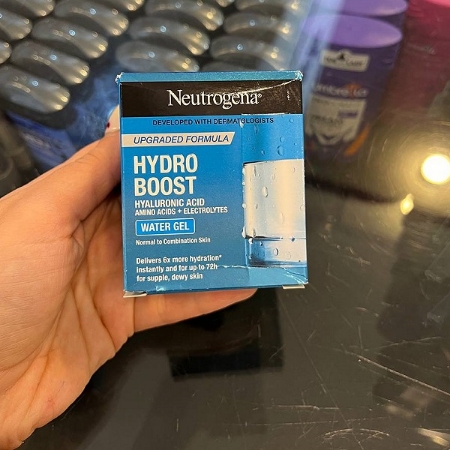 Neutrogena®
DEVELOPED WITH DERMATOLOGISTS
UPGRADED FORMULA
HYDRO
BOOST
HYALURONIC ACID
AMINO ACIDS + ELECTROLYTES
WATER GEL
Normal to Combination Skin
Delivers 6x more hydration*
instantly and for up to 72h
for supple, dewy skin